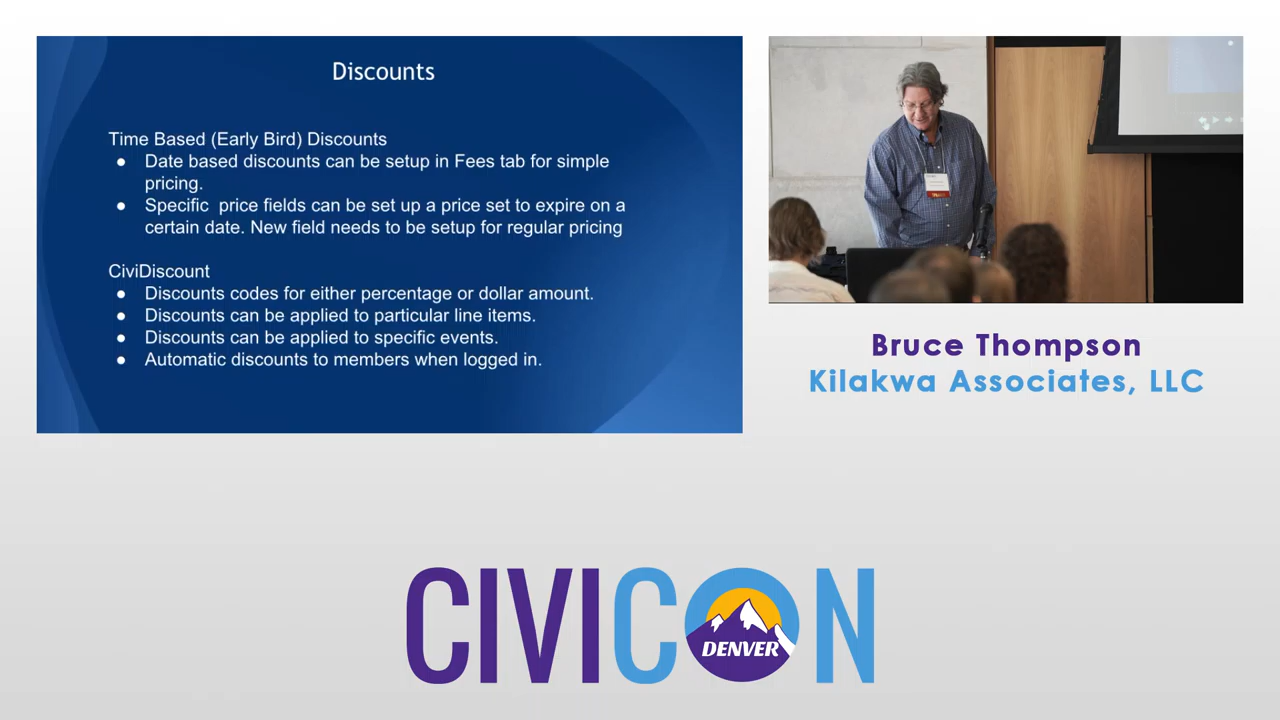 Discounts
Time Based (Early Bird) Discounts
● Date based discounts can be setup in Fees tab for simple
pricing.
● Specific  price fields can be set up a price set to expire on a
certain date. New field needs to be setup for regular pricing
CiviDiscount
● Discounts codes for either percentage or dollar amount.
● Discounts can be applied to particular line items.
● Discounts can be applied to specific events.
● Automatic discounts to members when logged in.
Bruce Thompson
Kilakwa Associates, LLC
CIVICON
DENVER